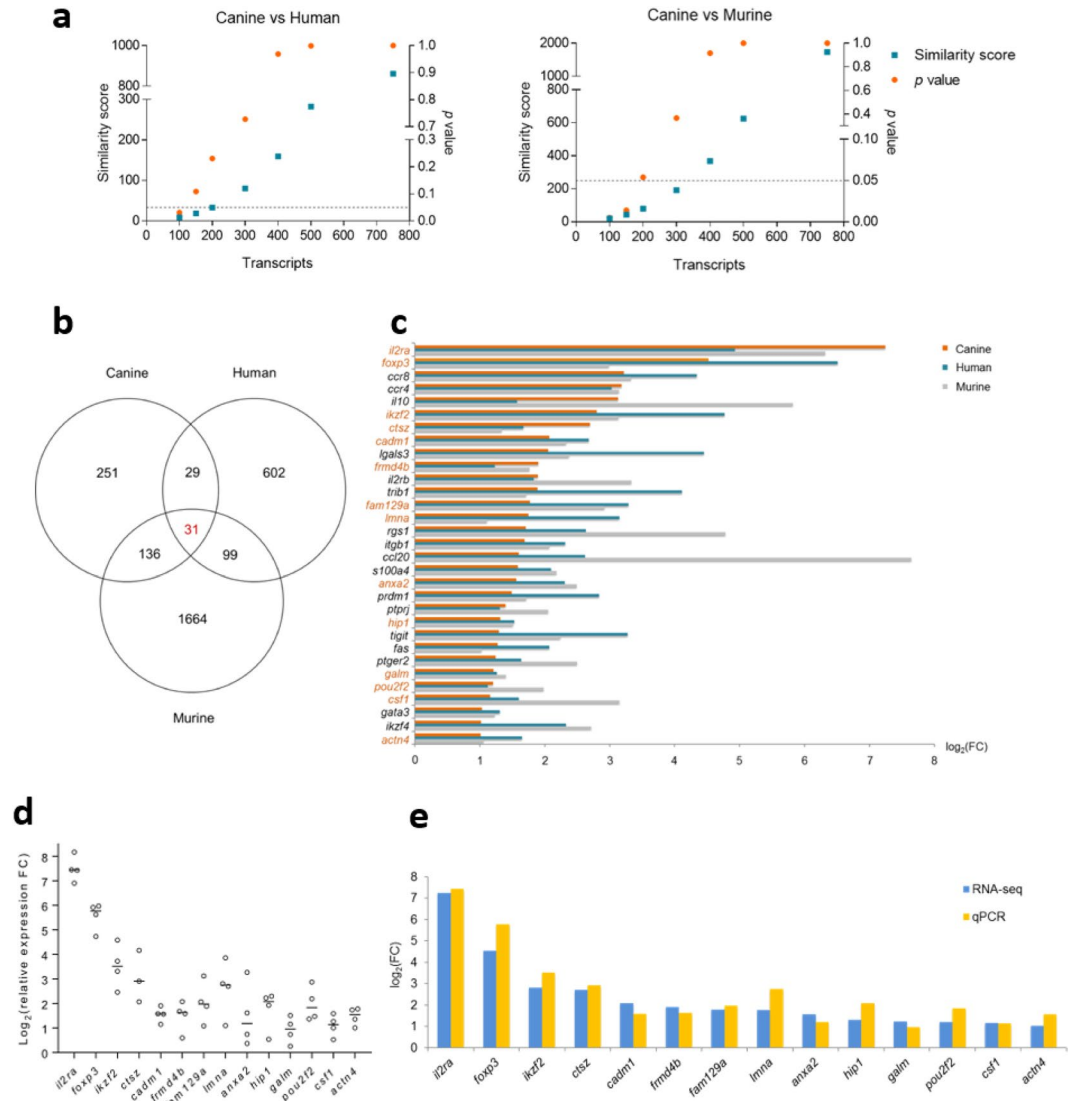 a
Canine vs Human
Canine vs Murine
1000
800
300
200
100
0
Similarity score
1.0
0.9
0.8
0.7
0.3
0.2
0.1
0.0
p value
0 100 200 300 400 500 600 700 800
Transcripts
2000
1000
800
600
400
200
0
Similarity score
1.0
0.8
0.6
0.4
0.10
0.05
0.00
p value
0 100 200 300 400 500 600 700 800
Transcripts
Similarity score
p value
b
Canine
Human
251
29
602
31
136
99
1664
Murine
c
il2ra
foxp3
ccr8
ccr4
il10
ikzf2
ctsz
cadm1
lgals3
frmd4b
il2rb
trib1
fam129a
lmna
rgs1
itgb1
ccl20
s100a4
anxa2
prdm1
ptprj
hip1
tigit
fas
ptger2
galm
pou2f2
csf1
gata3
ikzf4
actn4
0 1 2 3 4 5 6 7 8
log2(FC)
Canine
Human
Murine
d
Log2(relative expression FC)
8
7
6
5
4
3
2
1
0
il2ra
foxp3
ikzf2
ctsz
cadm1
frmd4b
am129a
lmna
anxa2
hip1
galm
pou2f2
csf1
actn4
e
log2(FC)
8
7
6
5
4
3
2
1
0
RNA-seq
qPCR
il2ra
foxp3
ikzf2
ctsz
cadm1
frmd4b
fam129a
lmna
anxa2
hip1
galm
pou2f2
csf1
actn4